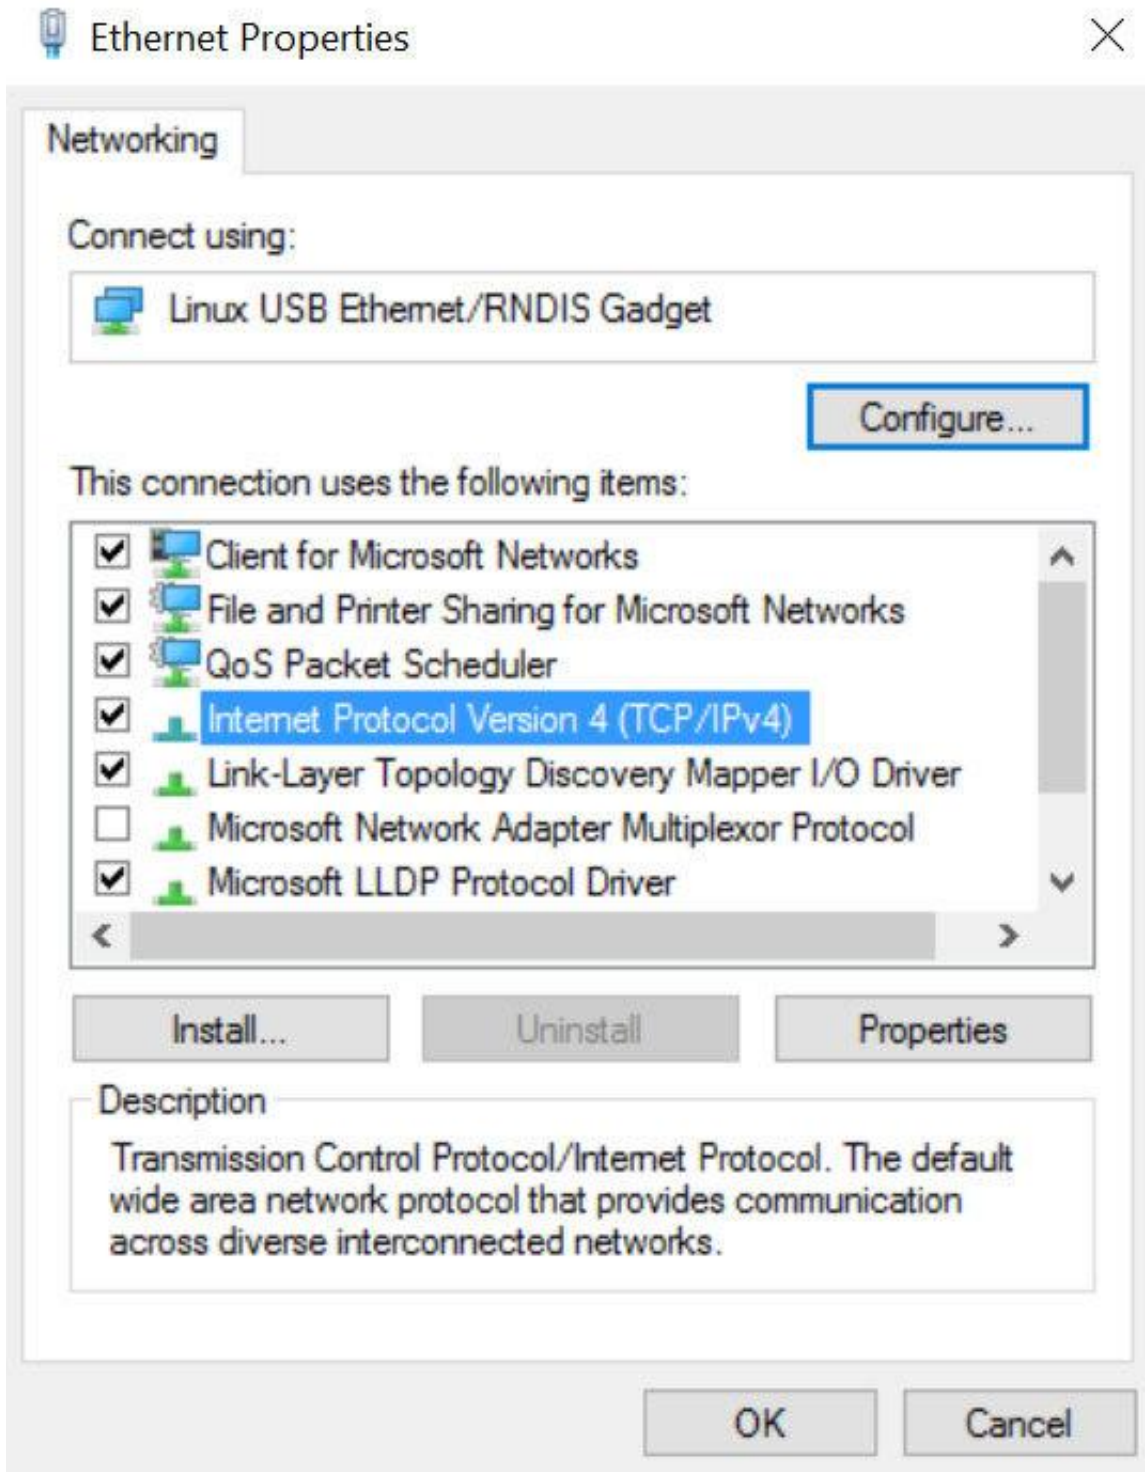 Ethernet Properties
Networking
Connect using:
Linux USB Ethernet/RNDIS Gadget
Configure...
This connection uses the following items:
Client for Microsoft Networks
File and Printer Sharing for Microsoft Networks
QoS Packet Scheduler
Internet Protocol Version 4 (TCP/IPv4)
Link-Layer Topology Discovery Mapper I/O Driver
Microsoft Network Adapter Multiplexor Protocol
Microsoft LLDP Protocol Driver
Install...
Uninstall
Properties
Description
Transmission Control Protocol/Internet Protocol. The default
wide area network protocol that provides communication
across diverse interconnected networks.
OK
Cancel